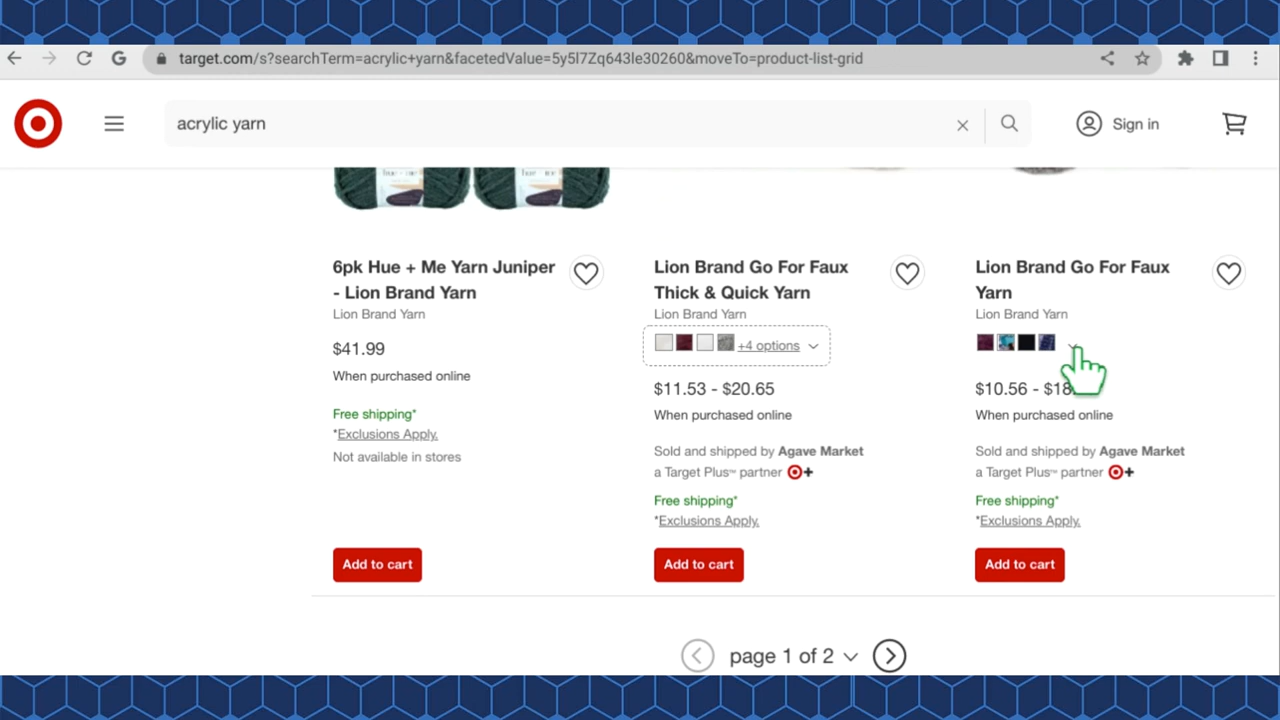 target.com/s?searchTerm=acrylic+yarn&facetedValue=5y5l7Zq643le30260&moveTo=product-list-grid
acrylic yarn
Sign in
6pk Hue + Me Yarn Juniper
- Lion Brand Yarn
Lion Brand Yarn
$41.99
When purchased online
Free shipping*
*Exclusions Apply.
Not available in stores
Add to cart
Lion Brand Go For Faux
Thick & Quick Yarn
Lion Brand Yarn
+4 options
$11.53 - $20.65
When purchased online
Sold and shipped by Agave Market
a Target Plus™ partner
Free shipping*
*Exclusions Apply.
Add to cart
Lion Brand Go For Faux
Yarn
Lion Brand Yarn
$10.56 - $18
When purchased online
Sold and shipped by Agave Market
a Target Plus™ partner
Free shipping*
*Exclusions Apply.
Add to cart
page 1 of 2